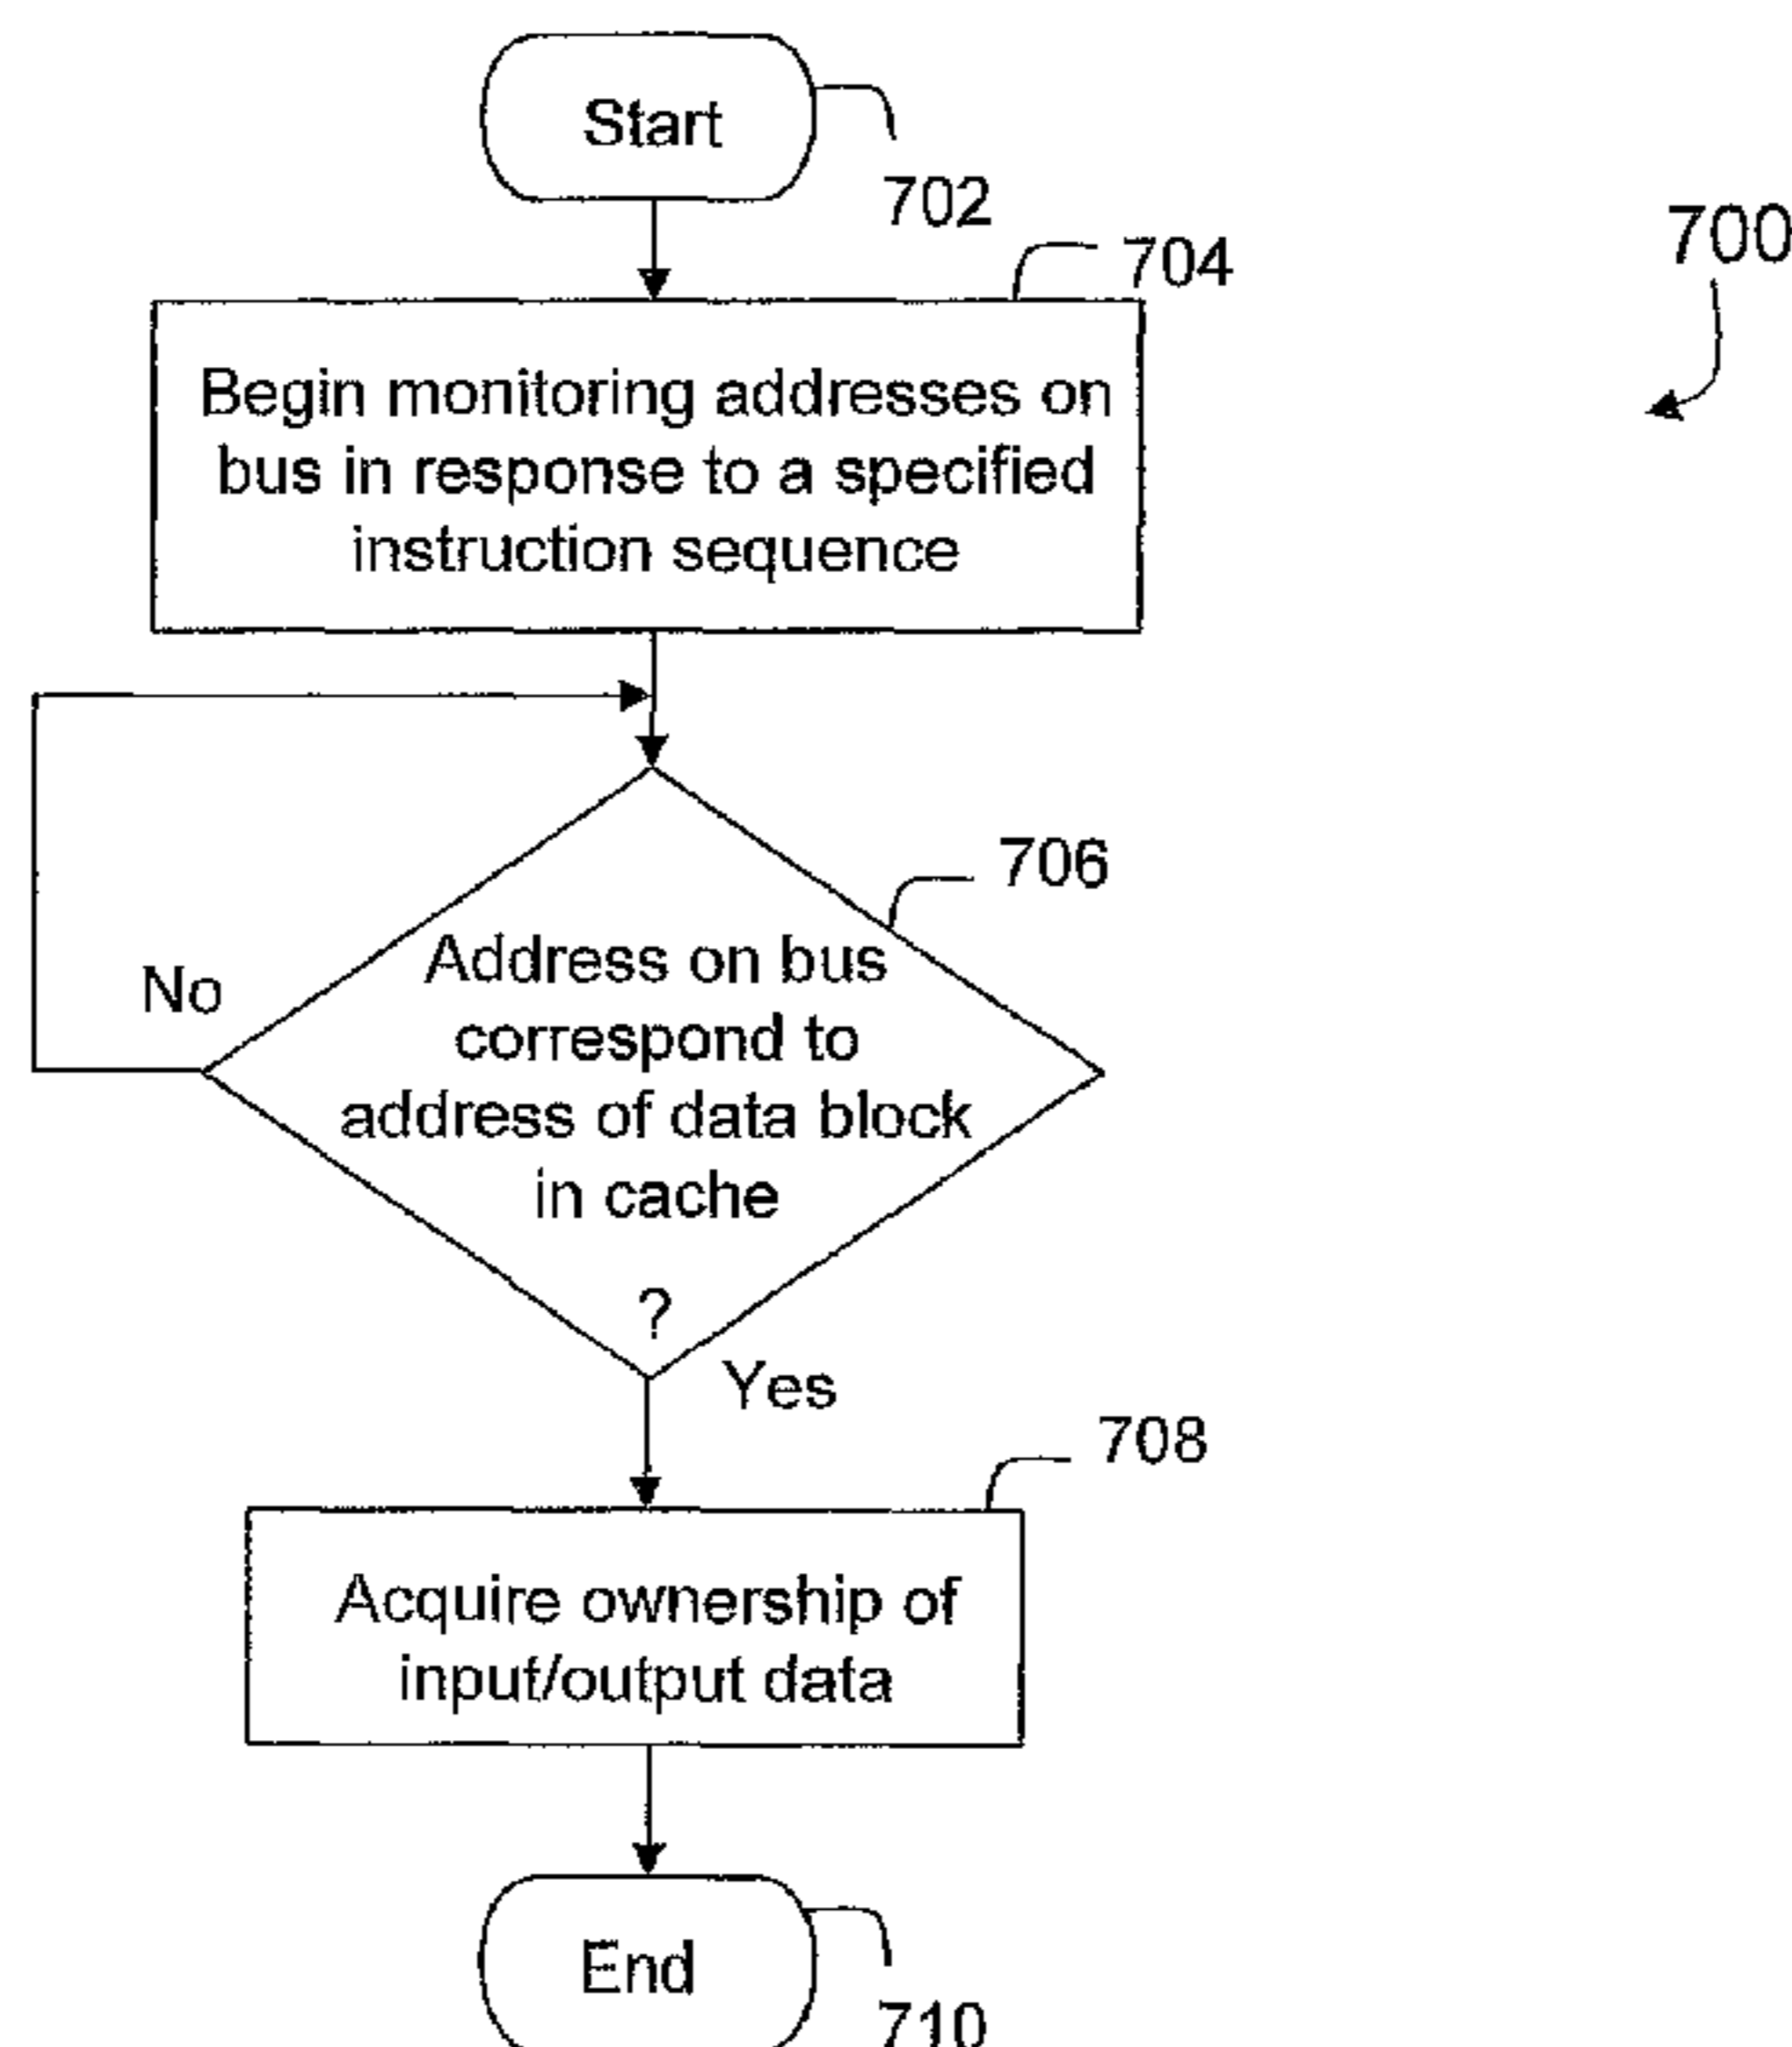 Start
702
700
704
Begin monitoring addresses on
bus in response to a specified
instruction sequence
706
No
Address on bus
correspond to
address of data block
in cache
?
Yes
708
Acquire ownership of
input/output data
End
710